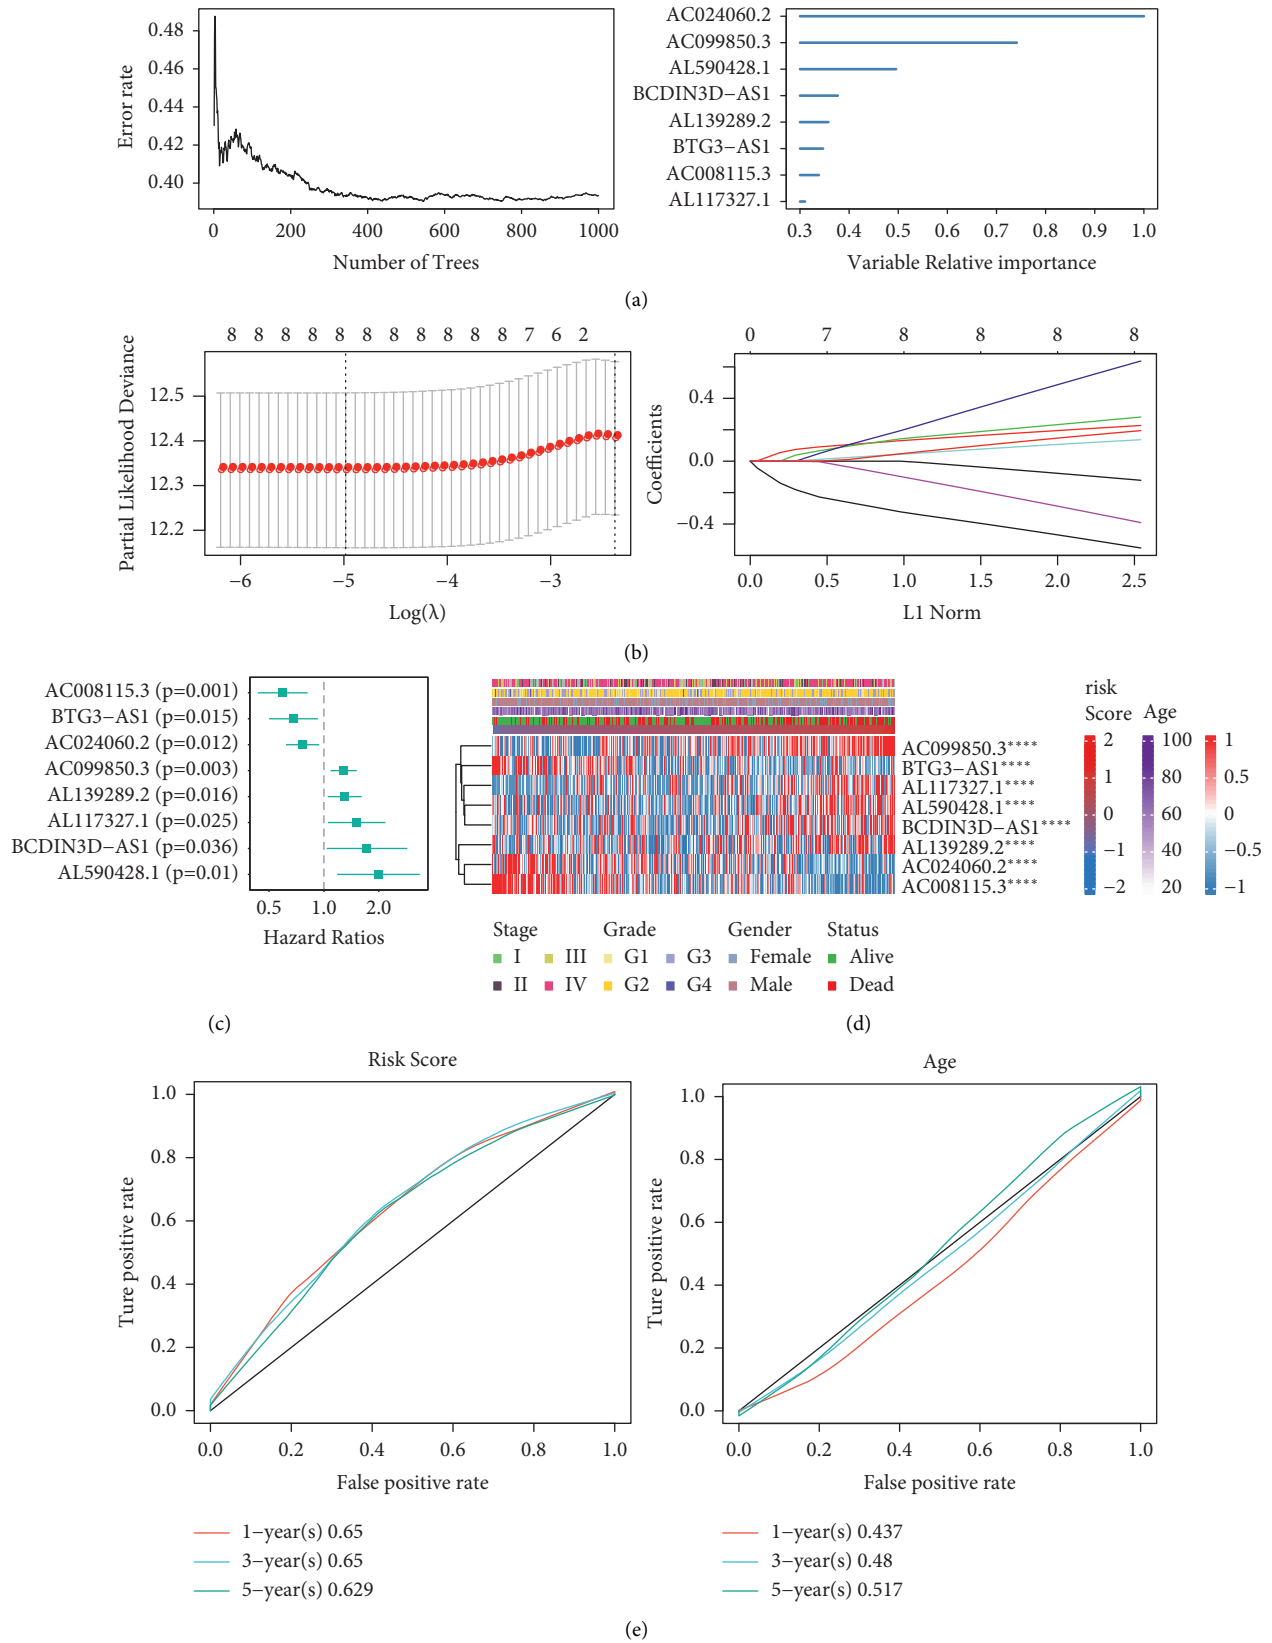 0.48
0.46
0.44
0.42
0.40
Error rate
0 200 400 600 800 1000
Number of Trees
AC024060.2
AC099850.3
AL590428.1
BCDIN3D−AS1
AL139289.2
BTG3−AS1
AC008115.3
AL117327.1
0.3 0.4 0.5 0.6 0.7 0.8 0.9 1.0
Variable Relative importance
(a)
8 8 8 8 8 8 8 8 8 8 8 7 6 2
12.5
12.4
12.3
12.2
Partial Likelihood Deviance
−6 −5 −4 −3
Log(λ)
0 7 8 8 8 8
0.4
0.0
−0.4
Coefficients
0.0 0.5 1.0 1.5 2.0 2.5
L1 Norm
(b)
AC008115.3 (p=0.001)
BTG3−AS1 (p=0.015)
AC024060.2 (p=0.012)
AC099850.3 (p=0.003)
AL139289.2 (p=0.016)
AL117327.1 (p=0.025)
BCDIN3D−AS1 (p=0.036)
AL590428.1 (p=0.01)
0.5 1.0 2.0
Hazard Ratios
(c)
AC099850.3****
BTG3−AS1****
AL117327.1****
AL590428.1****
BCDIN3D−AS1****
AL139289.2****
AC024060.2****
AC008115.3****
risk
Score Age
2 100 1
1 80 0.5
0 60 0
−1 40 −0.5
−2 20 −1
Stage Grade Gender Status
I III G1 G3 Female Alive
II IV G2 G4 Male Dead
(d)
Risk Score
1.0
0.8
0.6
0.4
0.2
0.0
Ture positive rate
0.0 0.2 0.4 0.6 0.8 1.0
False positive rate
1−year(s) 0.65
3−year(s) 0.65
5−year(s) 0.629
Age
1.0
0.8
0.6
0.4
0.2
0.0
Ture positive rate
0.0 0.2 0.4 0.6 0.8 1.0
False positive rate
1−year(s) 0.437
3−year(s) 0.48
5−year(s) 0.517
(e)